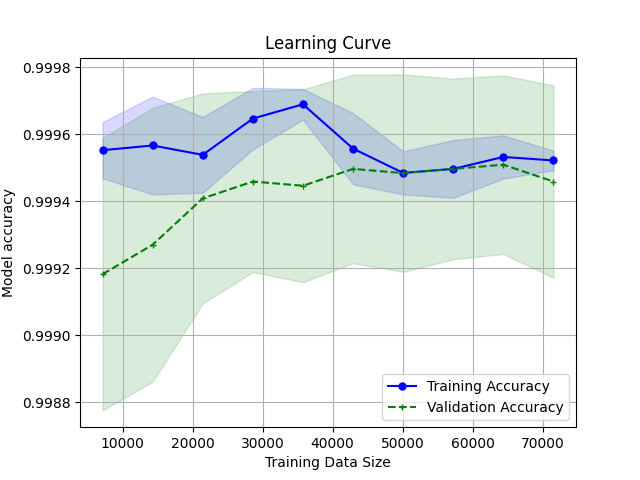 Learning Curve
0.9998
0.9996
0.9994
0.9992
0.9990
0.9988
Model accuracy
Training Accuracy
Validation Accuracy
10000 20000 30000 40000 50000 60000 70000
Training Data Size